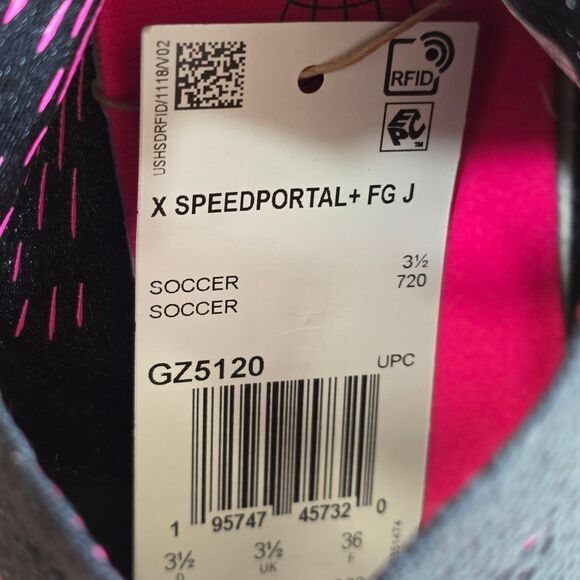 USHSDRFID/1118/V02
RFID
EPC™
X SPEEDPORTAL+ FG J
3½
SOCCER 720
SOCCER
GZ5120
UPC
1 95747 45732 0
3½ 3½ 36
D UK F